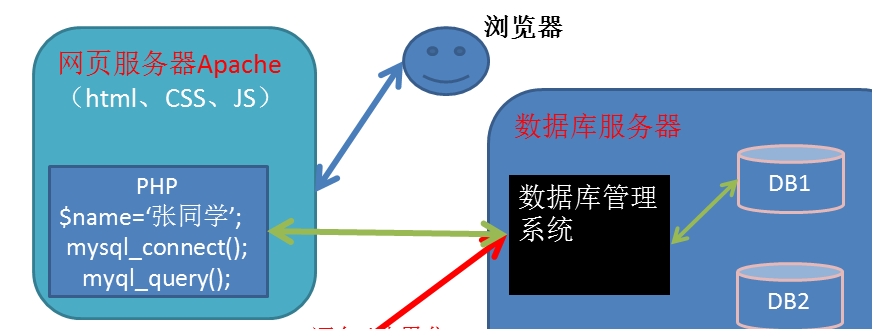 浏览器
网页服务器Apache
（html、CSS、JS）
数据库服务器
PHP
$name=‘张同学’;
mysql_connect();
myql_query();
数据库管理
系统
DB1
DB2